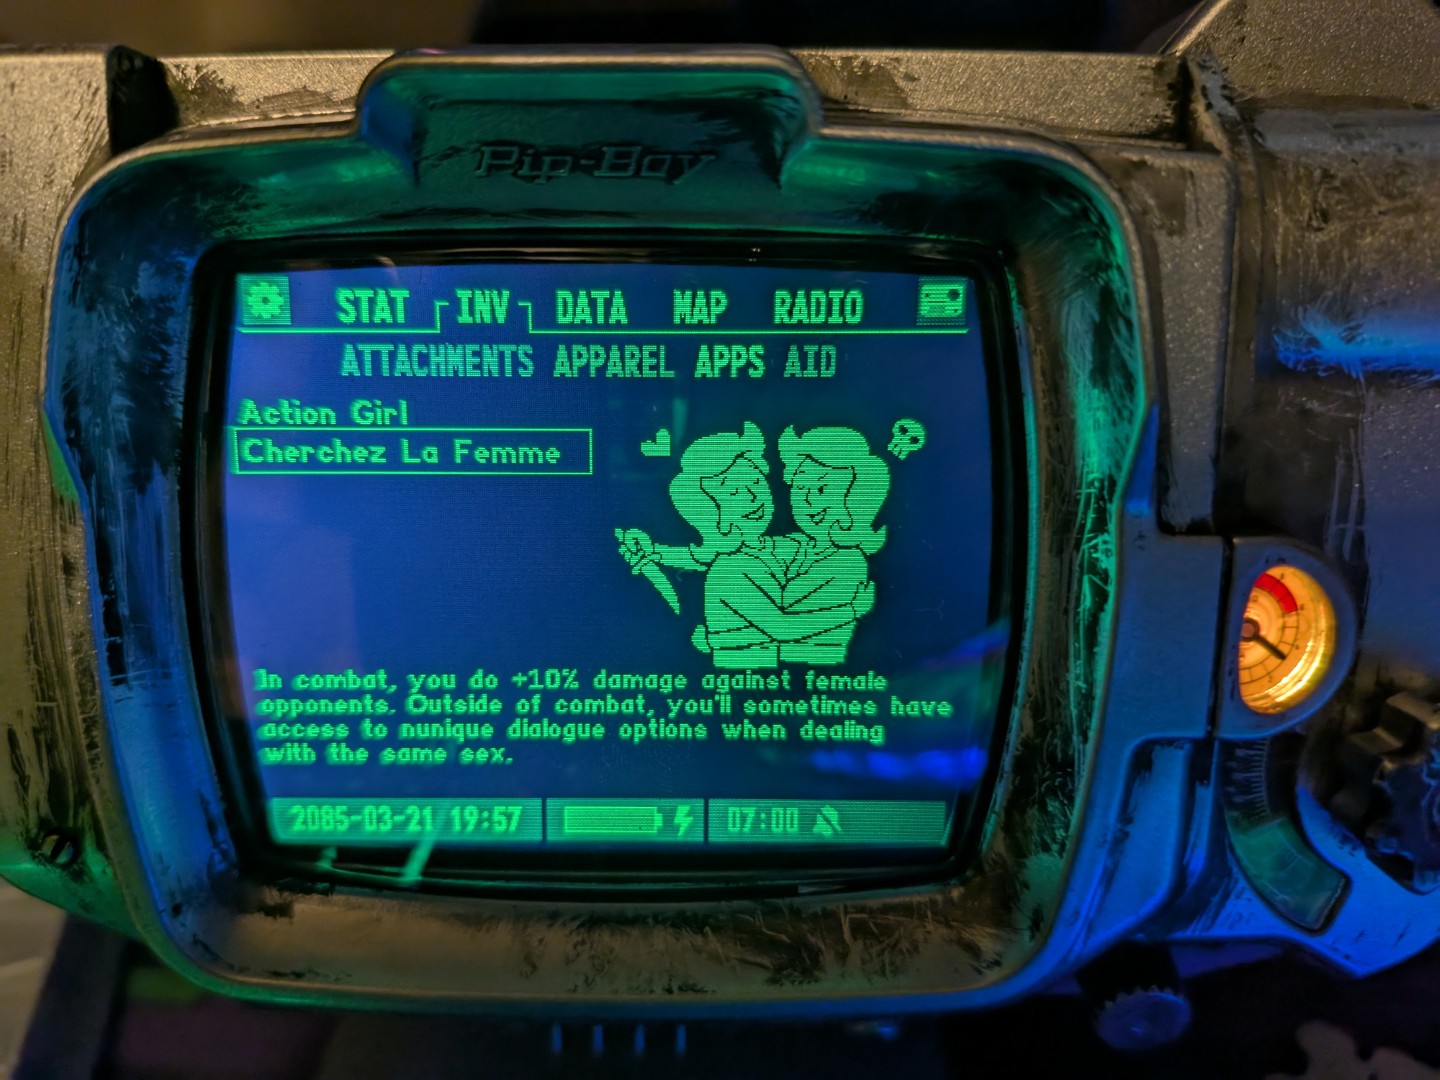 Pip-Boy
STAT INV DATA MAP RADIO
ATTACHMENTS APPAREL APPS AID
Action Girl
Cherchez La Femme
In combat, you do +10% damage against female
opponents. Outside of combat, you'll sometimes have
access to nunique dialogue options when dealing
with the same sex.
2085-03-21 19:57 07:00